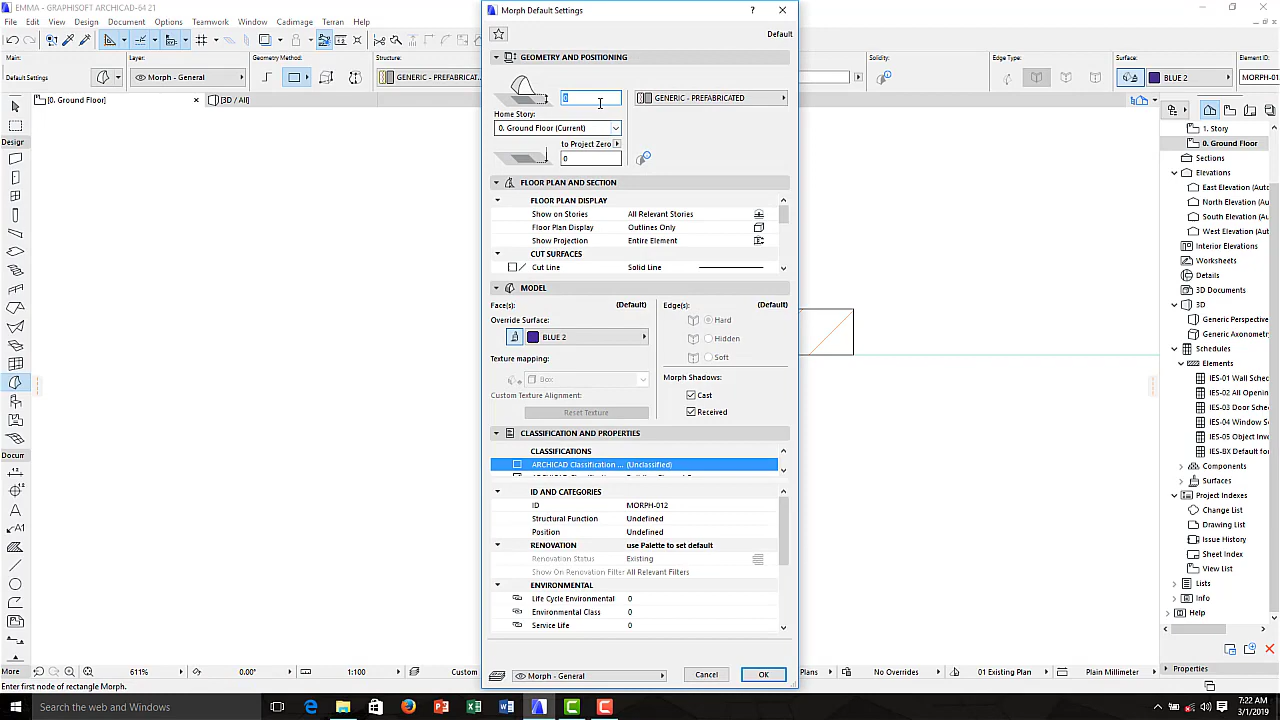 EMMA - GRAPHISOFT ARCHICAD-64 21
File Edit View Design Document Options Teamwork Window Cadimage Terrain Help
Main:
Default Settings
Layer:
Morph - General
Geometry Method:
Structure:
GENERIC - PREFABRICAT...
Solidity:
Edge Type:
Surface:
BLUE 2
Element ID:
MORPH-01
[0. Ground Floor]
[3D / All]
Design
Docum
More
Morph Default Settings
Default
GEOMETRY AND POSITIONING
0
GENERIC - PREFABRICATED
Home Story:
0. Ground Floor (Current)
to Project Zero
0
FLOOR PLAN AND SECTION
FLOOR PLAN DISPLAY
Show on Stories All Relevant Stories
Floor Plan Display Outlines Only
Show Projection Entire Element
CUT SURFACES
Cut Line Solid Line
MODEL
Face(s): (Default)
Override Surface:
BLUE 2
Texture mapping:
Box
Custom Texture Alignment:
Reset Texture
Edge(s): (Default)
Hard
Hidden
Soft
Morph Shadows:
Cast
Received
CLASSIFICATION AND PROPERTIES
CLASSIFICATIONS
ARCHICAD Classification ... (Unclassified)
ID AND CATEGORIES
ID MORPH-012
Structural Function Undefined
Position Undefined
RENOVATION use Palette to set default
Renovation Status Existing
Show On Renovation Filter All Relevant Filters
ENVIRONMENTAL
Life Cycle Environmental 0
Environmental Class 0
Service Life 0
Morph - General
Cancel
OK
1. Story
0. Ground Floor
Sections
Elevations
East Elevation (Aut
North Elevation (Au
South Elevation (Au
West Elevation (Aut
Interior Elevations
Worksheets
Details
3D Documents
3D
Generic Perspective
Generic Axonometry
Schedules
Elements
IES-01 Wall Sched
IES-02 All Opening
IES-03 Door Sched
IES-04 Window S
IES-05 Object Inv
IES-BX Default fo
Components
Surfaces
Project Indexes
Change List
Drawing List
Issue History
Sheet Index
View List
Lists
Info
Help
Properties
611%
0.00°
1:100
Custom
Plans
No Overrides
01 Existing Plan
Plain Millimeter
Enter first node of rectangle Morph.
Search the web and Windows
7:22 AM
3/1/2019